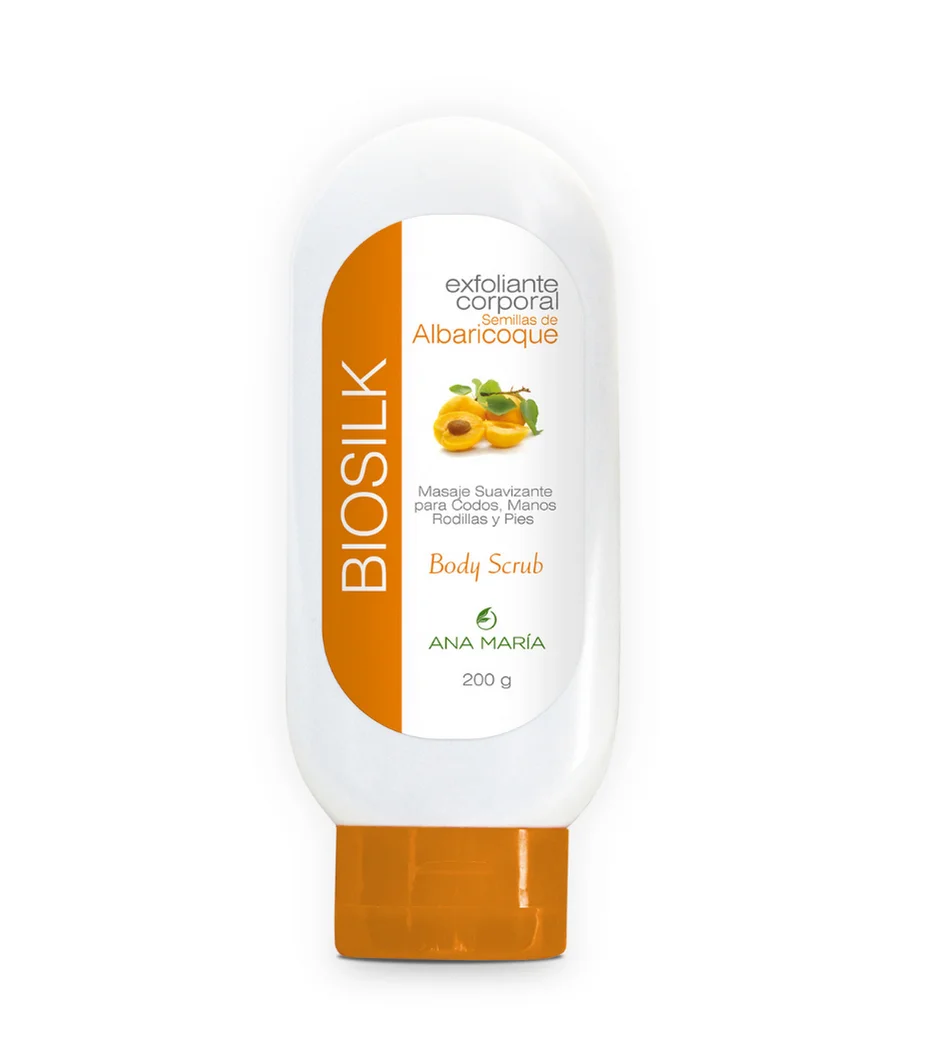 BIOSILK
exfoliante
corporal
Semillas de
Albaricoque
Masaje Suavizante
para Codos, Manos
Rodillas y Pies
Body Scrub
ANA MARÍA
200 g